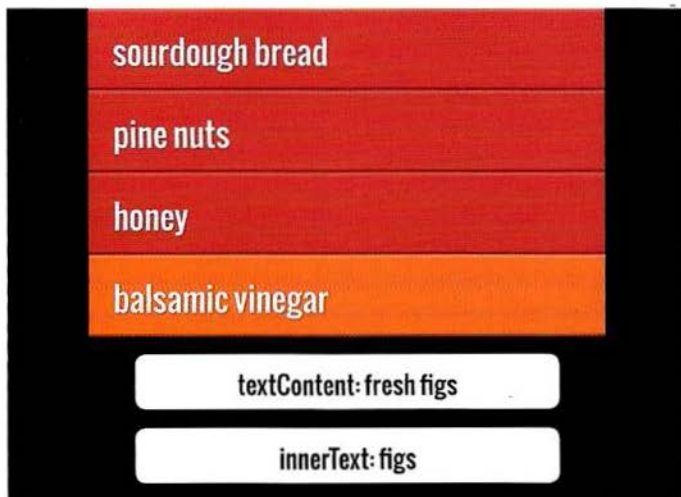 sourdough bread
pine nuts
honey
balsamic vinegar
textContent: fresh figs
innerText: figs